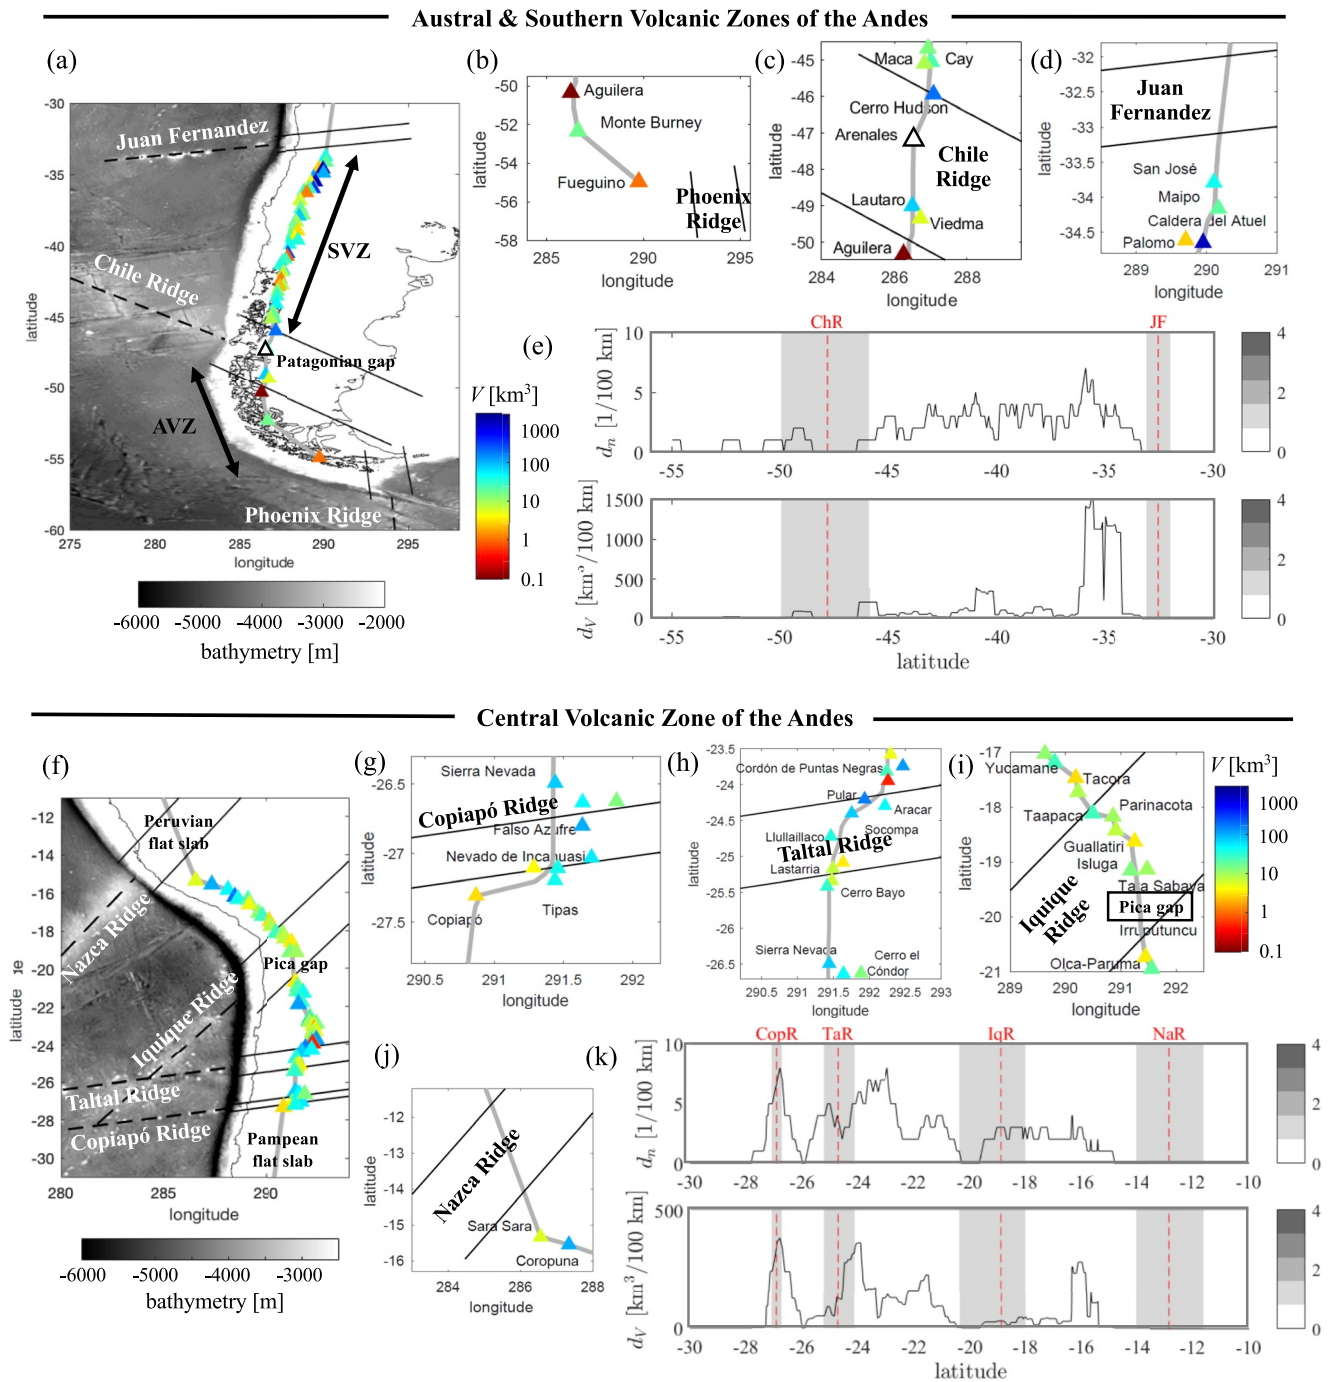 Austral & Southern Volcanic Zones of the Andes
(a)
-30
-35
-40
-45
-50
-55
-60
latitude
275
280
285
290
295
longitude
Juan Fernandez
Chile Ridge
SVZ
Patagonian gap
AVZ
Phoenix Ridge
-6000 -5000 -4000 -3000 -2000
bathymetry [m]
V [km³]
1000
100
10
1
0.1
(b)
-50
-52
-54
-56
-58
latitude
285
290
295
longitude
Aguilera
Monte Burney
Fueguino
Phoenix
Ridge
(c)
-45
-46
-47
-48
-49
-50
latitude
284
286
288
longitude
Maca
Cay
Cerro Hudson
Arenales
Chile
Ridge
Lautaro
Viedma
Aguilera
(d)
-32
-32.5
-33
-33.5
-34
-34.5
latitude
289
290
291
longitude
Juan
Fernandez
San José
Maipo
Caldera del Atuel
Palomo
(e)
ChR
JF
10
5
0
dn [1/100 km]
-55
-50
-45
-40
-35
-30
4
2
0
1500
1000
500
0
dV [km³/100 km]
-55
-50
-45
-40
-35
-30
latitude
4
2
0
Central Volcanic Zone of the Andes
(f)
-12
-14
-16
-18
-20
-22
-24
-26
-28
-30
latitude
280
285
290
longitude
Peruvian
flat slab
Nazca Ridge
Pica gap
Iquique Ridge
Taltal Ridge
Copiapó Ridge
Pampean
flat slab
-6000 -5000 -4000 -3000
bathymetry [m]
(g)
-26.5
-27
-27.5
latitude
290.5
291
291.5
292
longitude
Sierra Nevada
Copiapó Ridge
Falso Azufre
Nevado de Incahuasi
Copiapó
Tipas
(h)
-23.5
-24
-24.5
-25
-25.5
-26
-26.5
latitude
290.5
291
291.5
292
292.5
293
longitude
Cordón de Puntas Negras
Pular
Aracar
Socompa
Llullaillaco
Taltal Ridge
Lastarria
Cerro Bayo
Sierra Nevada
Cerro el
Cóndor
(i)
-17
-18
-19
-20
-21
latitude
289
290
291
292
longitude
Yucamane
Tacora
Parinacota
Taapaca
Guallatiri
Isluga
Tata Sabaya
Iquique
Ridge
Pica gap
Irruputuncu
Olca-Paruma
V [km³]
1000
100
10
1
0.1
(j)
-12
-13
-14
-15
-16
latitude
284
286
288
longitude
Nazca Ridge
Sara Sara
Coropuna
(k)
CopR
TaR
IqR
NaR
10
5
0
dn [1/100 km]
-30 -28 -26 -24 -22 -20 -18 -16 -14 -12 -10
4
2
0
500
0
dV [km³/100 km]
-30 -28 -26 -24 -22 -20 -18 -16 -14 -12 -10
latitude
4
2
0